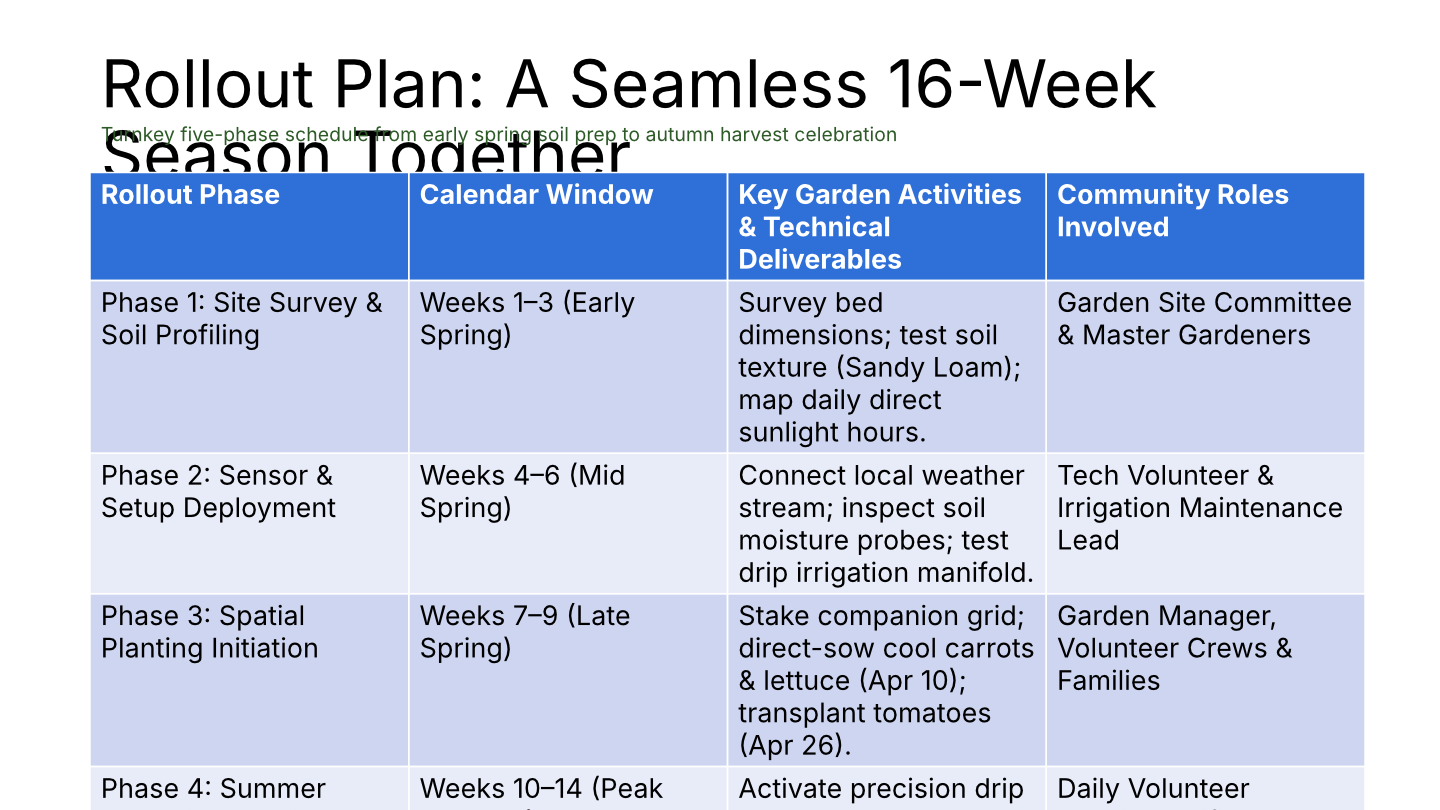 Rollout Plan: A Seamless 16-Week
Season Together
Turnkey five-phase schedule from early spring soil prep to autumn harvest celebration
Rollout Phase
Calendar Window
Key Garden Activities
& Technical
Deliverables
Community Roles
Involved
Phase 1: Site Survey &
Soil Profiling
Weeks 1–3 (Early
Spring)
Survey bed
dimensions; test soil
texture (Sandy Loam);
map daily direct
sunlight hours.
Garden Site Committee
& Master Gardeners
Phase 2: Sensor &
Setup Deployment
Weeks 4–6 (Mid
Spring)
Connect local weather
stream; inspect soil
moisture probes; test
drip irrigation manifold.
Tech Volunteer &
Irrigation Maintenance
Lead
Phase 3: Spatial
Planting Initiation
Weeks 7–9 (Late
Spring)
Stake companion grid;
direct-sow cool carrots
& lettuce (Apr 10);
transplant tomatoes
(Apr 26).
Garden Manager,
Volunteer Crews &
Families
Phase 4: Summer
Weeks 10–14 (Peak
Activate precision drip
Daily Volunteer